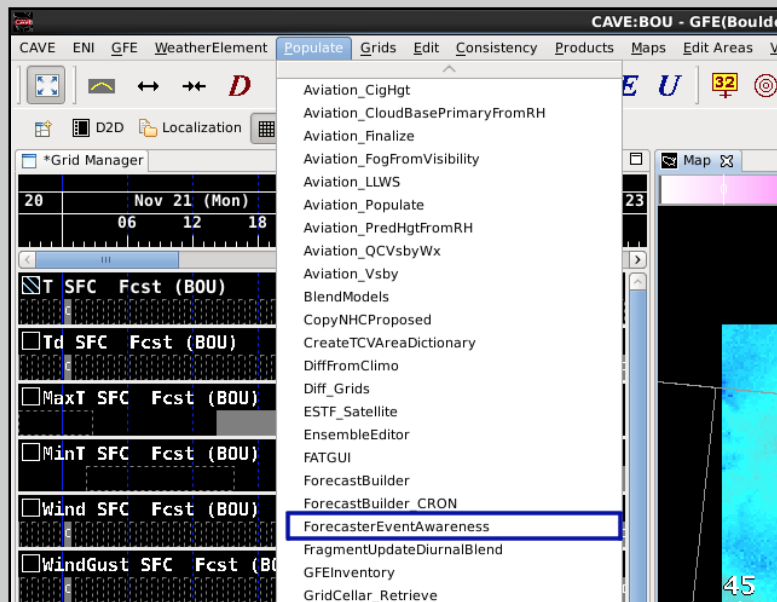 CAVE
CAVE:BOU - GFE(Boulde
CAVE ENI GFE WeatherElement Populate Grids Edit Consistency Products Maps Edit Areas V
D E U 32
D2D Localization
*Grid Manager
Map
20 Nov 21 (Mon) 23
06 12 18
T SFC Fcst (BOU)
C
Td SFC Fcst (BOU)
C
MaxT SFC Fcst (BOU)
MinT SFC Fcst (BOU)
Wind SFC Fcst (BOU)
C
WindGust SFC Fcst (BO
C
Aviation_CigHgt
Aviation_CloudBasePrimaryFromRH
Aviation_Finalize
Aviation_FogFromVisibility
Aviation_LLWS
Aviation_Populate
Aviation_PredHgtFromRH
Aviation_QCVsbyWx
Aviation_Vsby
BlendModels
CopyNHCProposed
CreateTCVAreaDictionary
DiffFromClimo
Diff_Grids
ESTF_Satellite
EnsembleEditor
FATGUI
ForecastBuilder
ForecastBuilder_CRON
ForecasterEventAwareness
FragmentUpdateDiurnalBlend
GFEInventory
GridCellar_Retrieve
0
45